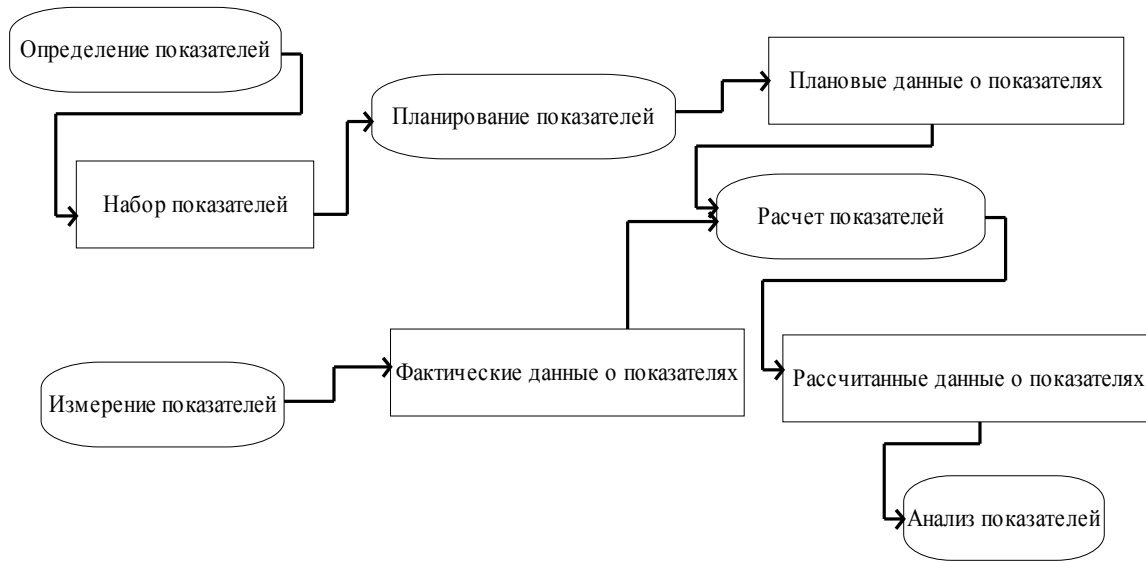 Определение показателей
Плановые данные о показателях
Планирование показателей
Набор показателей
Расчет показателей
Фактические данные о показателях
Рассчитанные данные о показателях
Измерение показателей
Анализ показателей